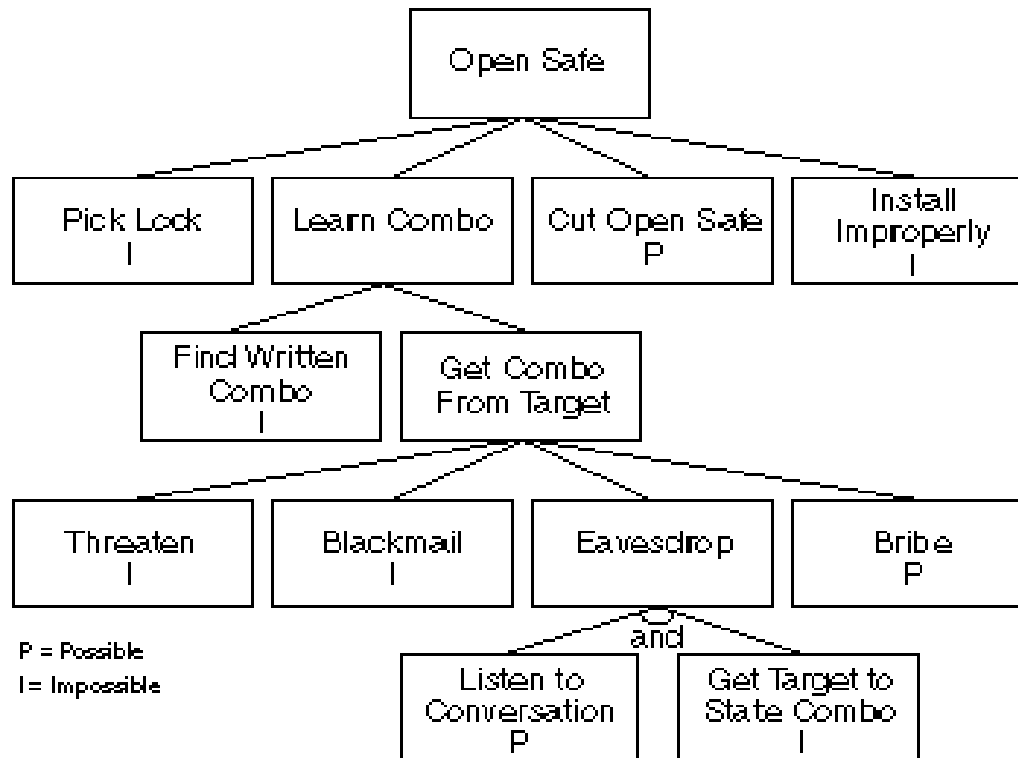 Open Safe
Pick Lock
I
Learn Combo
Cut Open Safe
P
Install
Improperly
I
Find Written
Combo
I
Get Combo
From Target
Threaten
I
Blackmail
I
Eavesdrop
Bribe
P
and
P = Possible
I = Impossible
Listen to
Conversation
P
Get Target to
State Combo
I